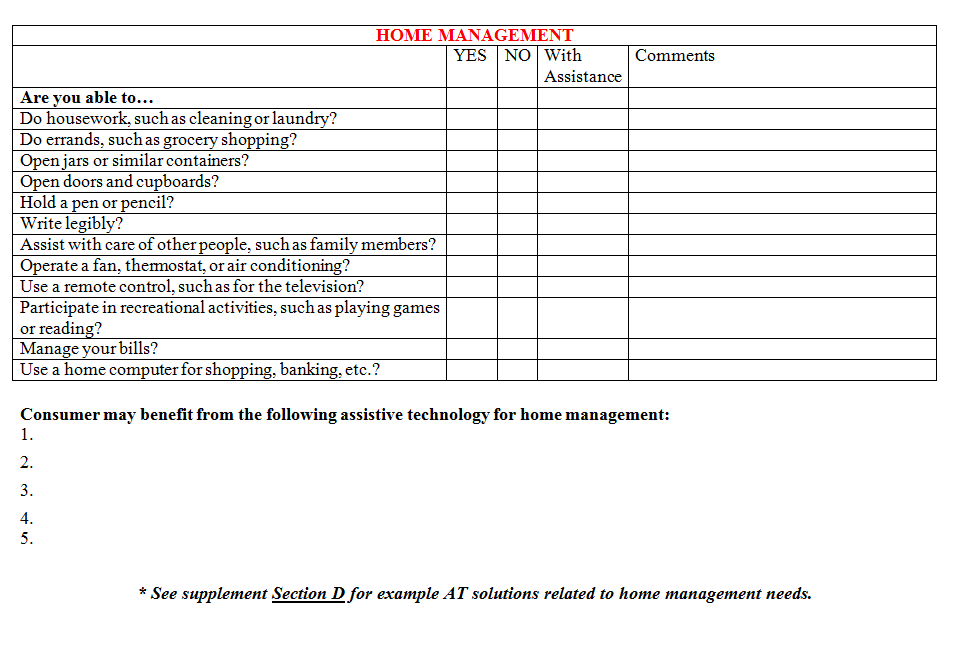 HOME MANAGEMENT
YES NO With Assistance Comments
Are you able to…
Do housework, such as cleaning or laundry?
Do errands, such as grocery shopping?
Open jars or similar containers?
Open doors and cupboards?
Hold a pen or pencil?
Write legibly?
Assist with care of other people, such as family members?
Operate a fan, thermostat, or air conditioning?
Use a remote control, such as for the television?
Participate in recreational activities, such as playing games
or reading?
Manage your bills?
Use a home computer for shopping, banking, etc.?
Consumer may benefit from the following assistive technology for home management:
1.
2.
3.
4.
5.
* See supplement Section D for example AT solutions related to home management needs.